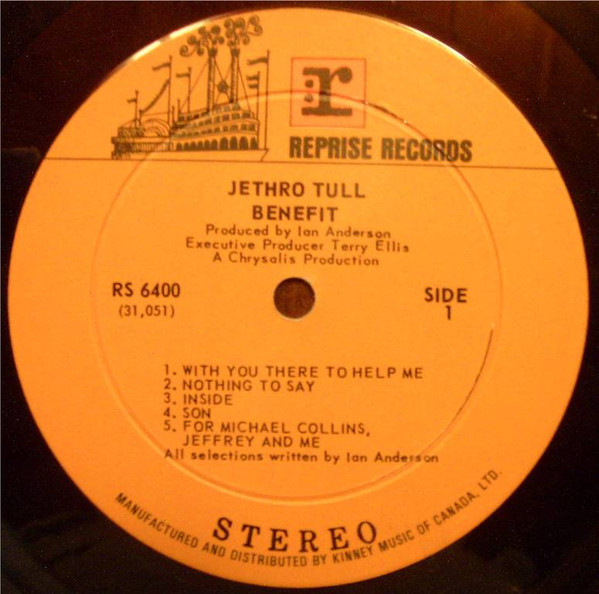 r
REPRISE RECORDS
JETHRO TULL
BENEFIT
Produced by Ian Anderson
Executive Producer Terry Ellis
A Chrysalis Production
RS 6400
(31,051)
SIDE
1
1. WITH YOU THERE TO HELP ME
2. NOTHING TO SAY
3. INSIDE
4. SON
5. FOR MICHAEL COLLINS,
JEFFREY AND ME
All selections written by Ian Anderson
STEREO
MANUFACTURED AND DISTRIBUTED BY KINNEY MUSIC OF CANADA, LTD.